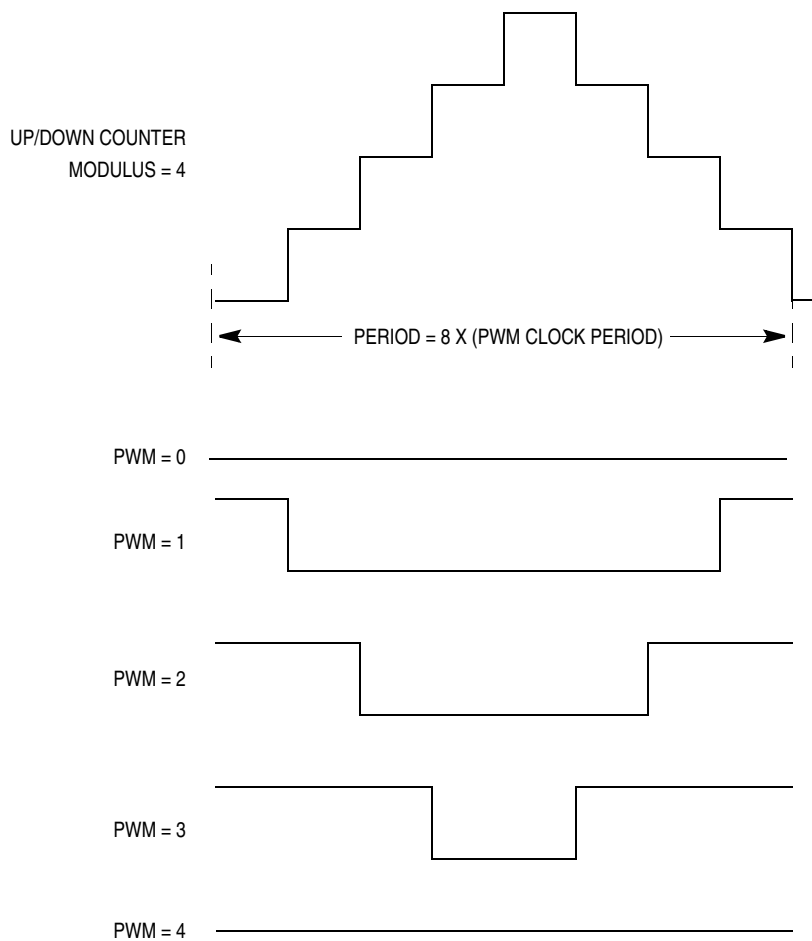 UP/DOWN COUNTER
MODULUS = 4
PERIOD = 8 X (PWM CLOCK PERIOD)
PWM = 0
PWM = 1
PWM = 2
PWM = 3
PWM = 4